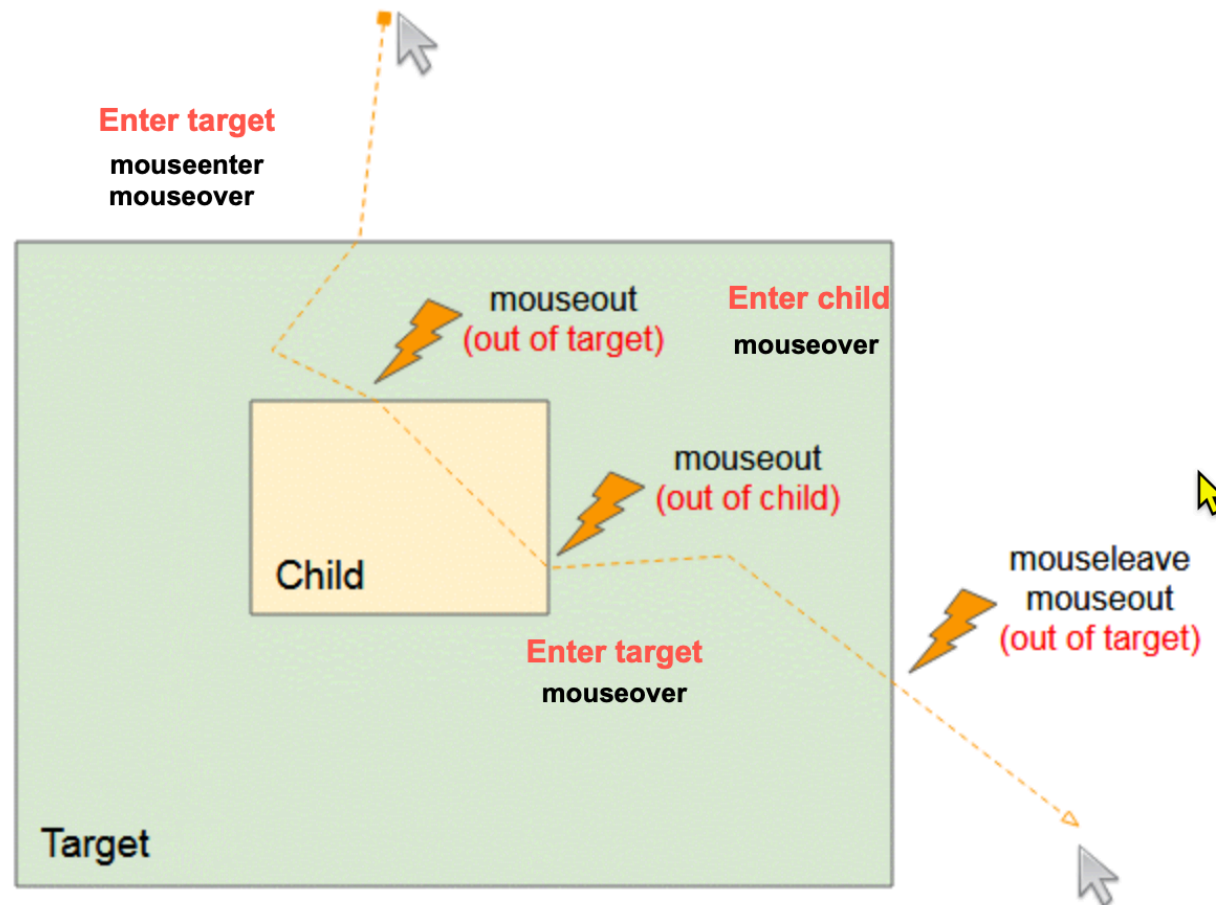 Enter target
mouseenter
mouseover
mouseout
(out of target)
Enter child
mouseover
mouseout
(out of child)
Child
mouseleave
mouseout
(out of target)
Enter target
mouseover
Target